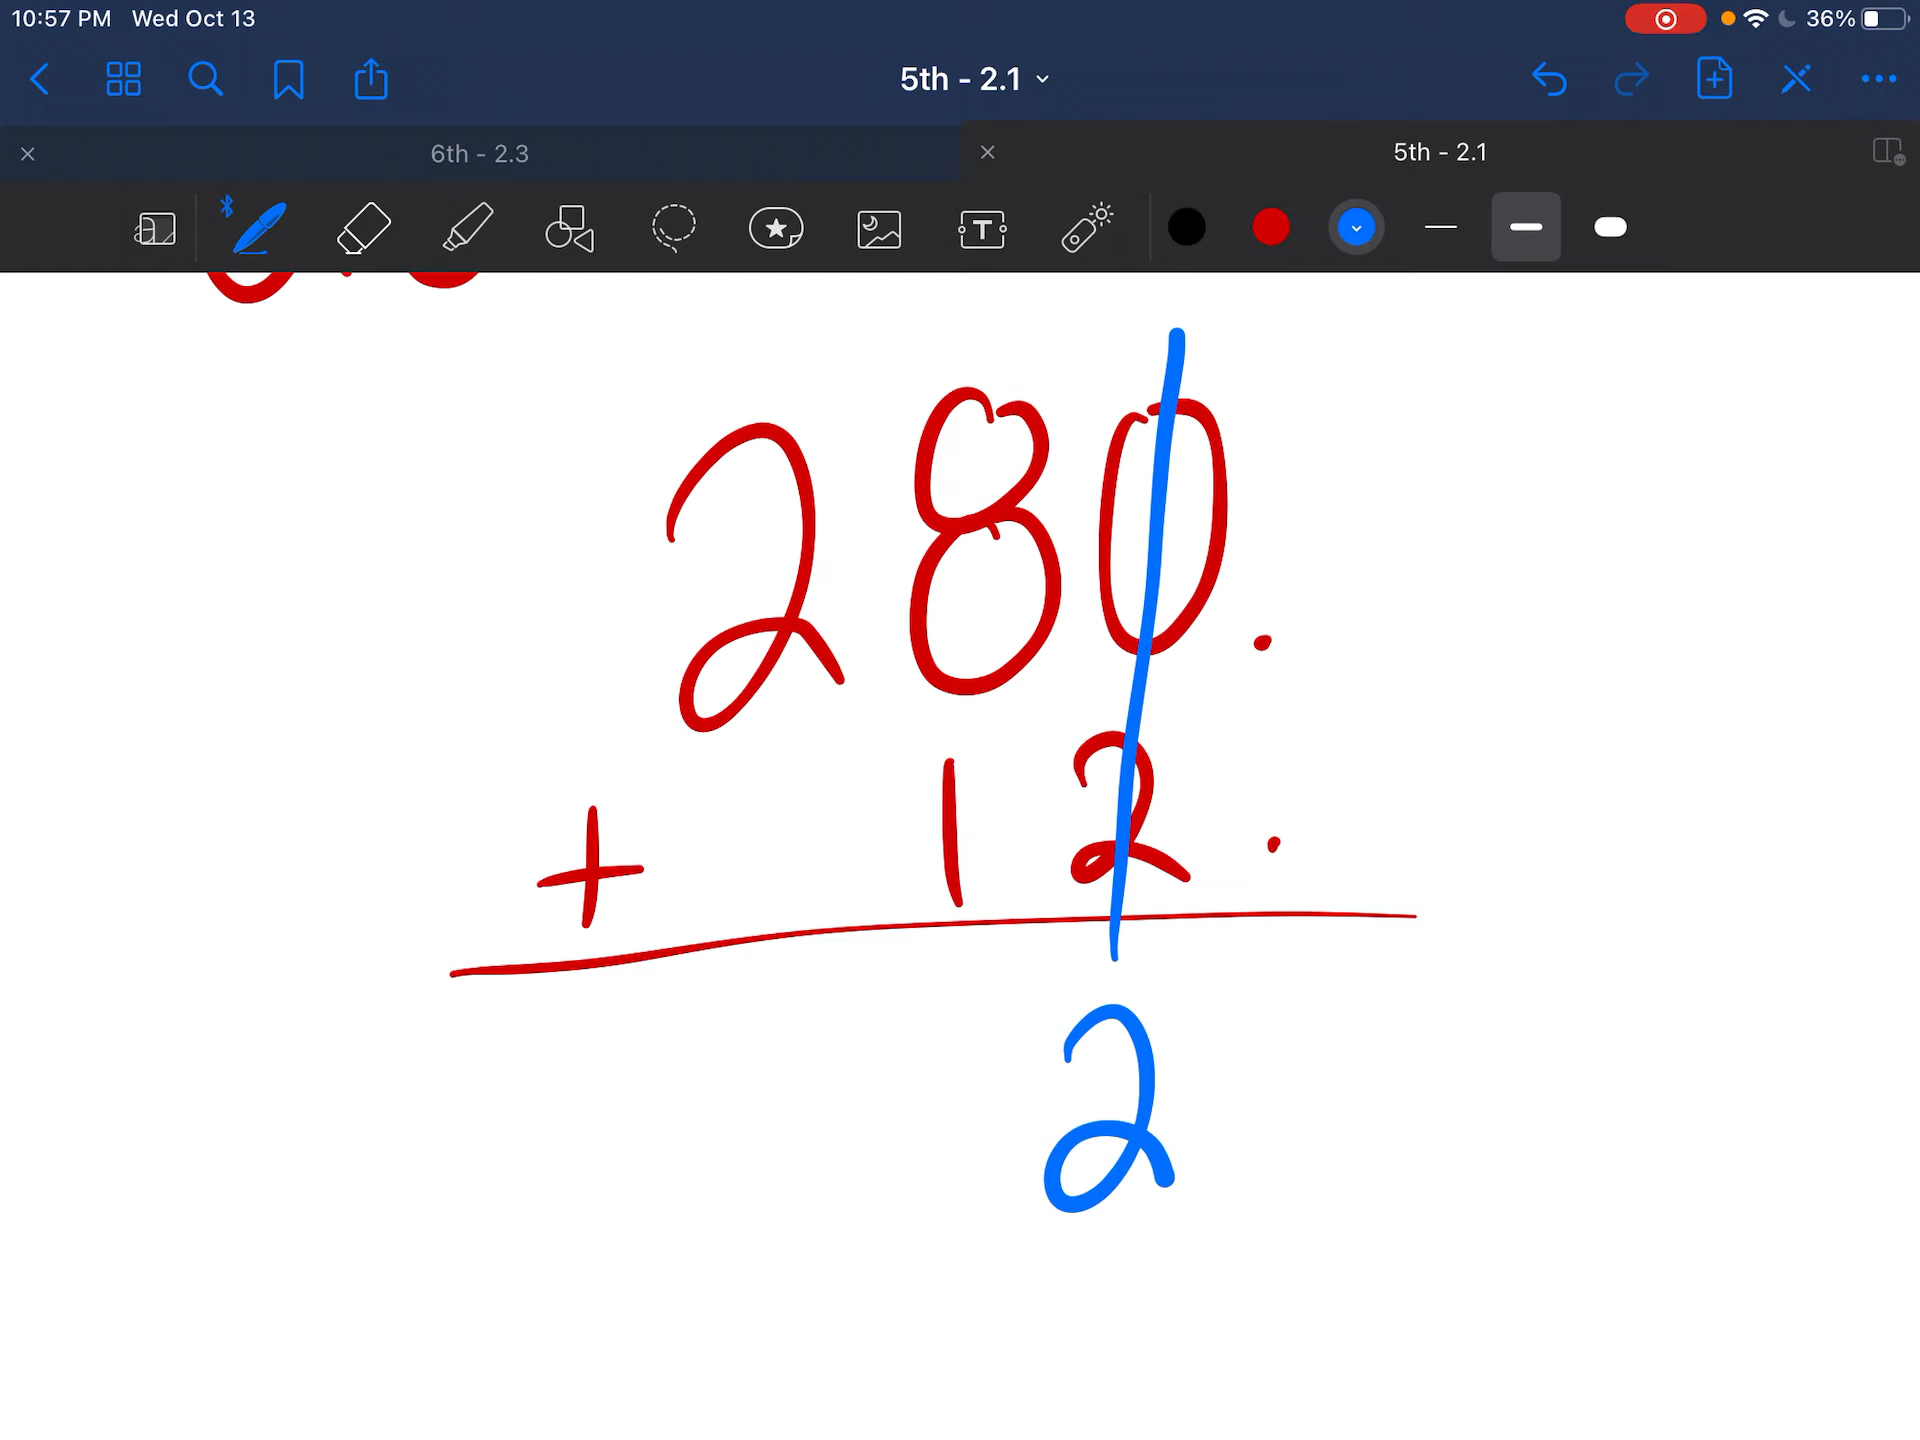 10:57 PM Wed Oct 13 36%
5th - 2.1
6th - 2.3 5th - 2.1
280.
+ 12.
2